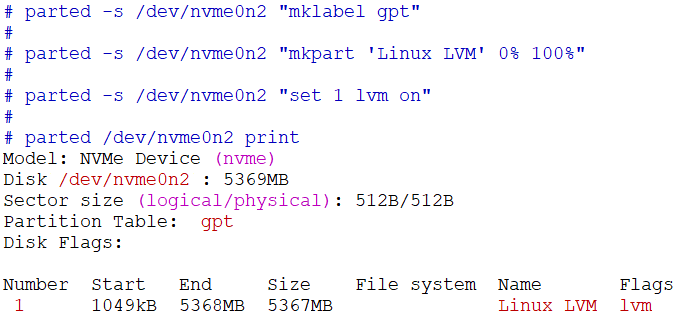 # parted -s /dev/nvme0n2 "mklabel gpt"
#
# parted -s /dev/nvme0n2 "mkpart 'Linux LVM' 0% 100%"
#
# parted -s /dev/nvme0n2 "set 1 lvm on"
#
# parted /dev/nvme0n2 print
Model: NVMe Device (nvme)
Disk /dev/nvme0n2 : 5369MB
Sector size (logical/physical): 512B/512B
Partition Table:  gpt
Disk Flags:
Number  Start   End     Size    File system  Name       Flags
 1      1049kB  5368MB  5367MB               Linux LVM  lvm